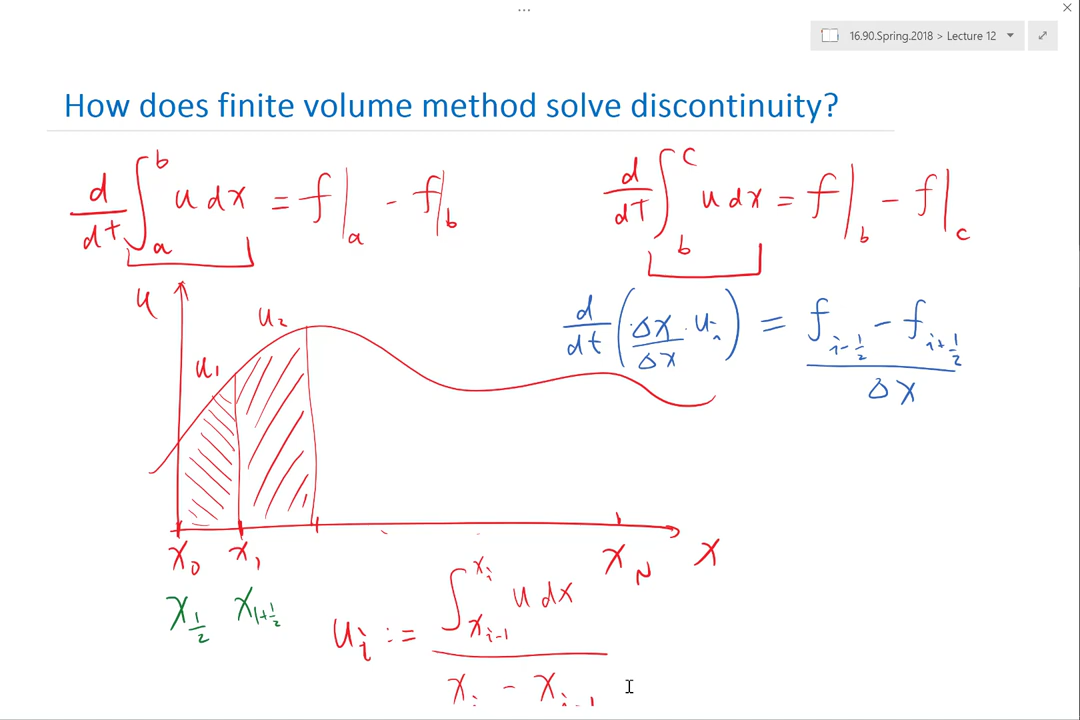 16.90.Spring.2018 > Lecture 12
How does finite volume method solve discontinuity?
d/dt ∫_a^b u dx = f|_a - f|_b
d/dt ∫_b^c u dx = f|_b - f|_c
d/dt (Δx/Δx · u_i) = (f_{i-1/2} - f_{i+1/2})/Δx
u
u_1
u_2
x_0 x_1 x_N x
x_{1/2} x_{1+1/2}
u_i := (∫_{x_{i-1}}^{x_i} u dx)/(x_i - x_{i-1})